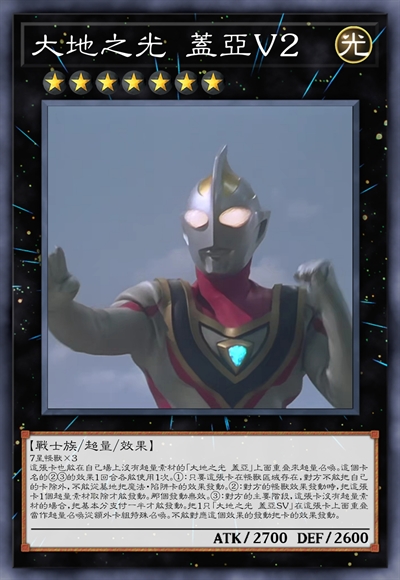 大地之光 蓋亞V2
光
【戰士族/超量/效果】
7星怪獸×3
這張卡也能在自己場上沒有超量素材的「大地之光 蓋亞」上面重疊來超量召喚。這個卡
名的②③的效果1回合各能使用1次。①：只要這張卡在怪獸區域存在，對方不能把自己
的卡除外，不能從墓地把魔法·陷阱卡的效果發動。②：對方的怪獸效果發動時，把這張
卡1個超量素材取除才能發動。那個發動無效。③：對方的主要階段，這張卡沒有超量素
材的場合，把基本分支付一半才能發動。把1只「大地之光 蓋亞SV」在這張卡上面重疊
當作超量召喚從額外卡組特殊召喚。不能對應這個效果的發動把卡的效果發動。
ATK/2700 DEF/2600